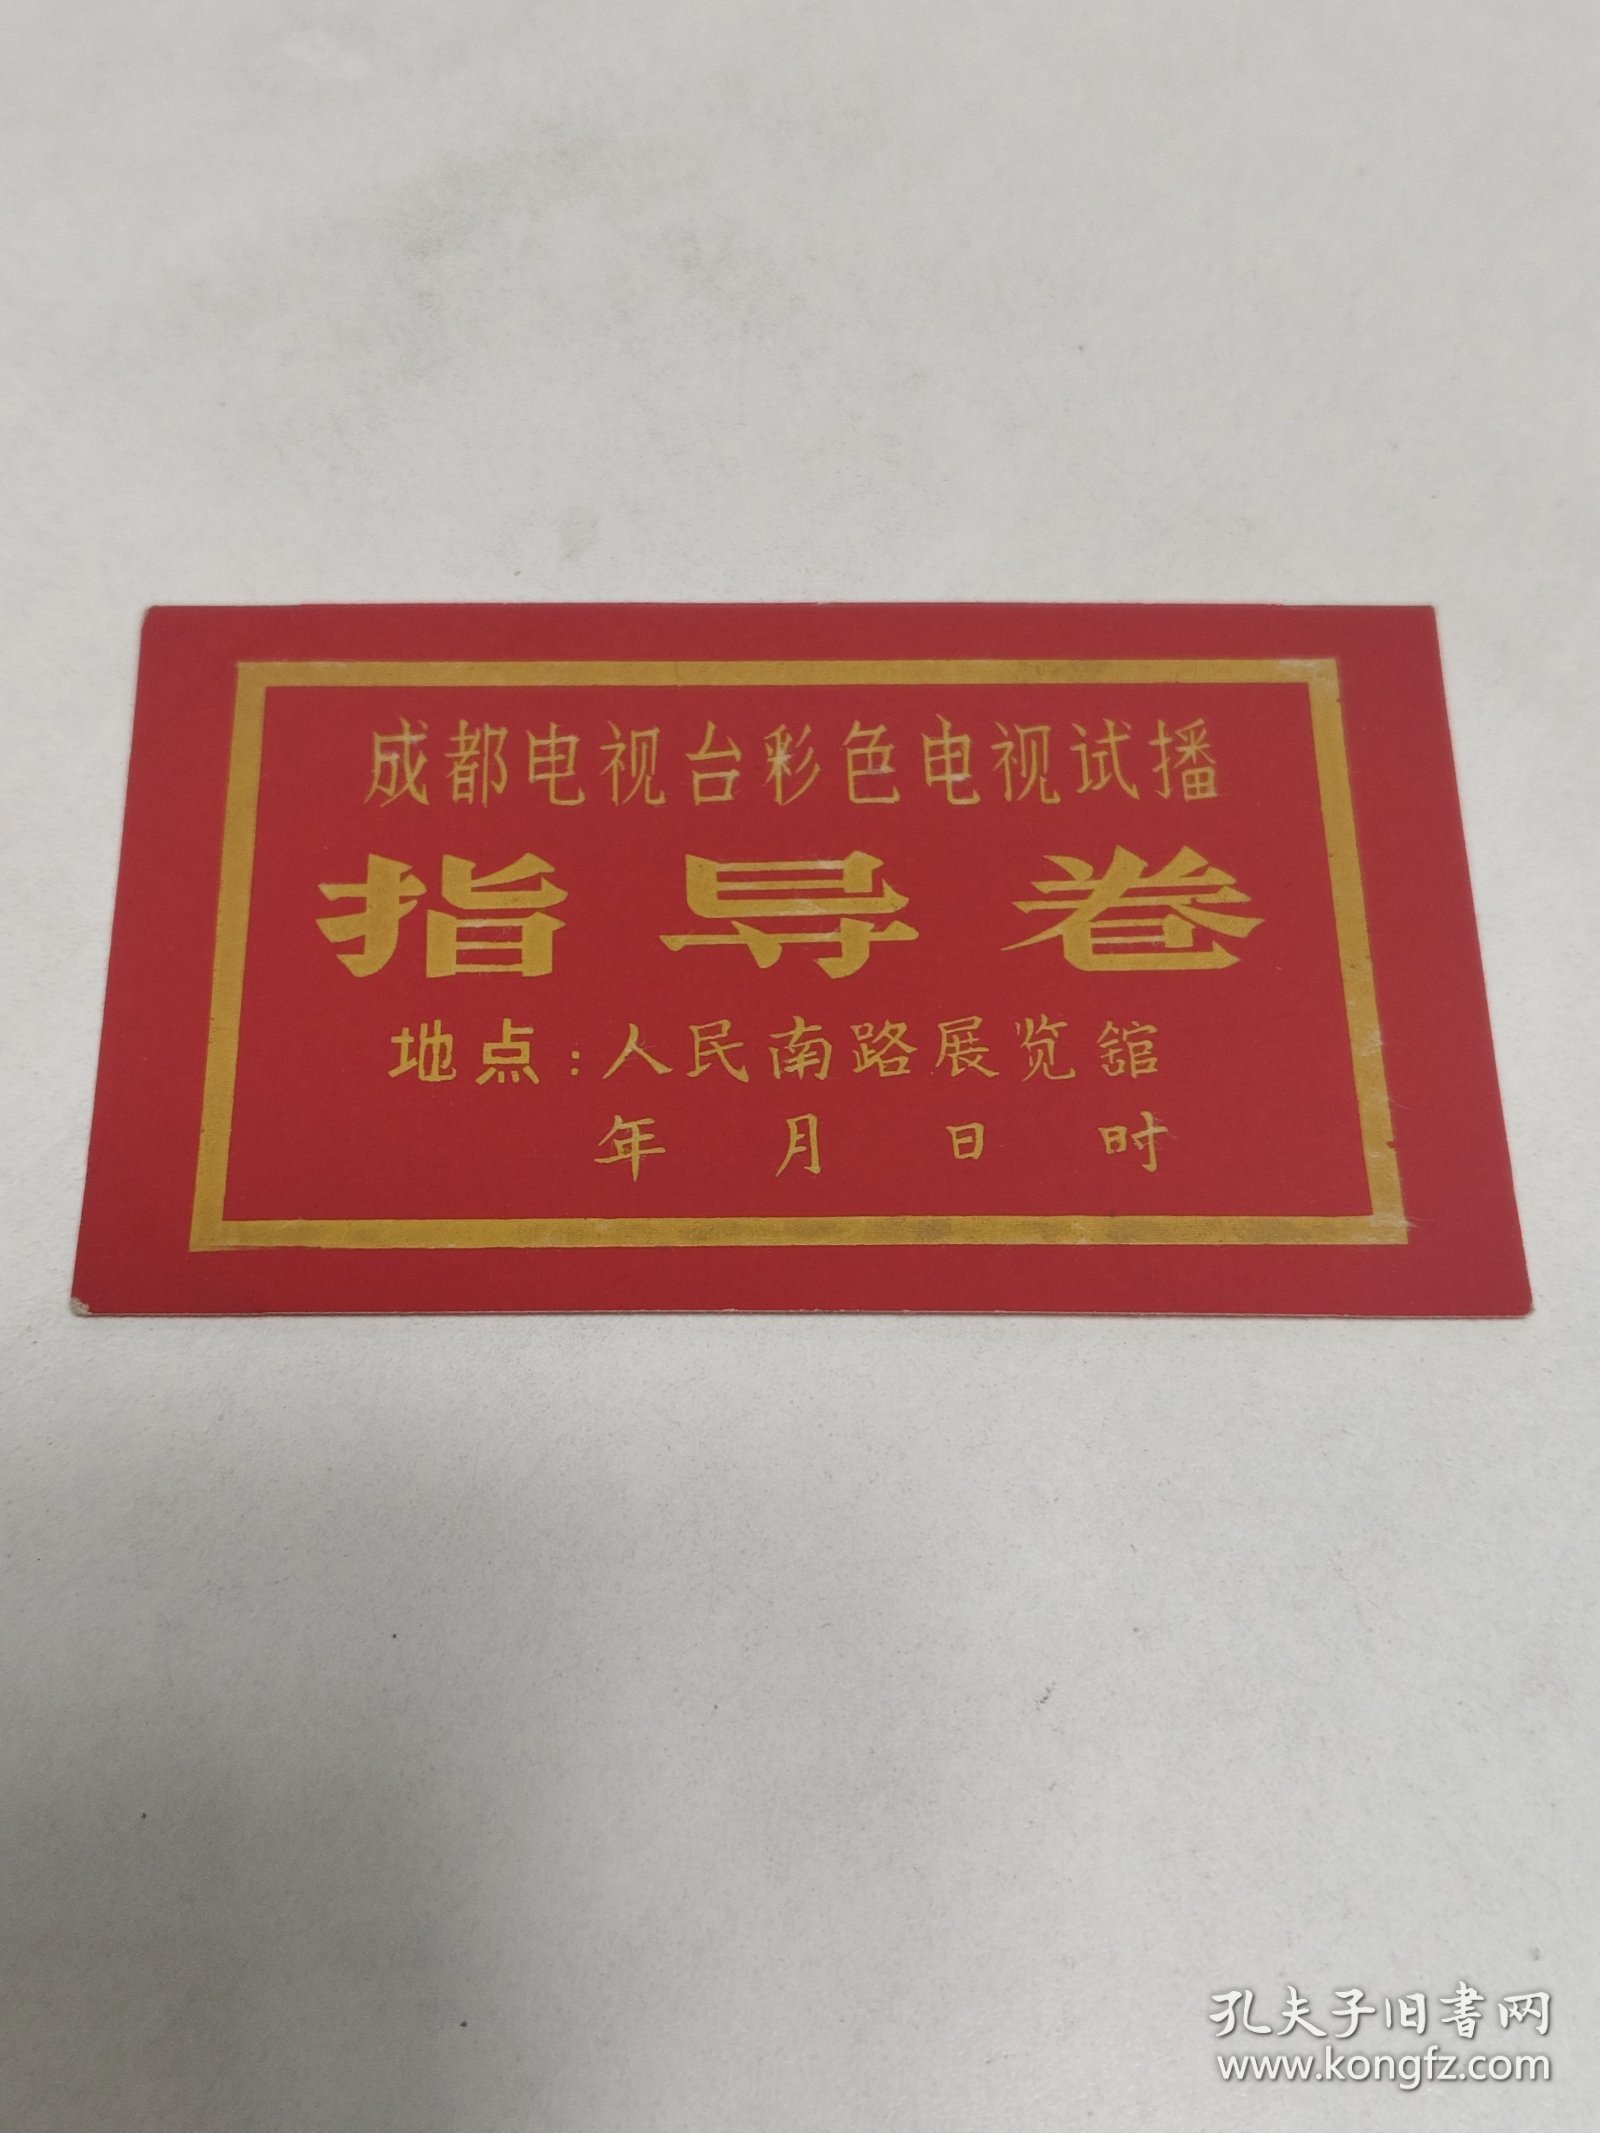 成都电视台彩色电视试播
指导卷
地点:人民南路展览舘
年 月 日 时
孔夫子旧書网
www.kongfz.com